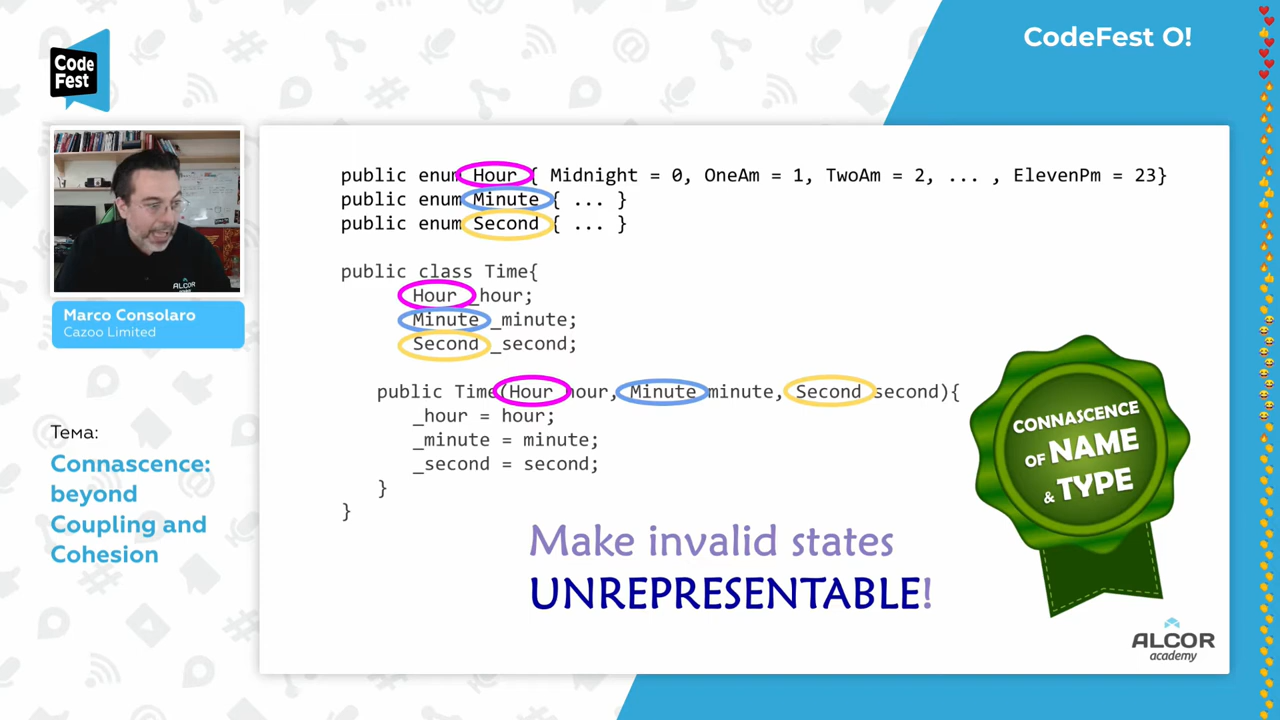 CodeFest O!
Code
Fest
ALCOR
academy
Marco Consolaro
Cazoo Limited
Тема:
Connascence:
beyond
Coupling and
Cohesion
public enum Hour { Midnight = 0, OneAm = 1, TwoAm = 2, ... , ElevenPm = 23}
public enum Minute { ... }
public enum Second { ... }
public class Time{
Hour _hour;
Minute _minute;
Second _second;
public Time(Hour hour, Minute minute, Second second){
_hour = hour;
_minute = minute;
_second = second;
}
}
CONNASCENCE
OF NAME
& TYPE
Make invalid states
UNREPRESENTABLE!
ALCOR
academy